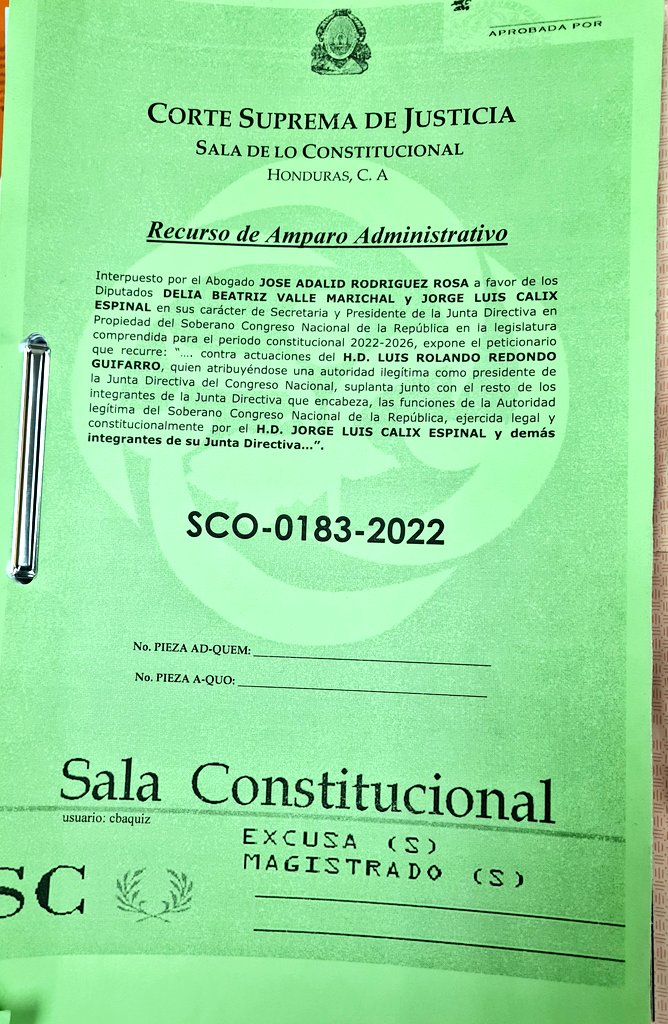 APROBADA POR
CORTE SUPREMA DE JUSTICIA
SALA DE LO CONSTITUCIONAL
HONDURAS, C. A
Recurso de Amparo Administrativo
Interpuesto por el Abogado JOSE ADALID RODRIGUEZ ROSA a favor de los
Diputados DELIA BEATRIZ VALLE MARICHAL y JORGE LUIS CALIX
ESPINAL en sus carácter de Secretaria y Presidente de la Junta Directiva en
Propiedad del Soberano Congreso Nacional de la República en la legislatura
comprendida para el periodo constitucional 2022-2026, expone el peticionario
que recurre: “.... contra actuaciones del H.D. LUIS ROLANDO REDONDO
GUIFARRO, quien atribuyéndose una autoridad ilegítima como presidente de
la Junta Directiva del Congreso Nacional, suplanta junto con el resto de los
integrantes de la Junta Directiva que encabeza, las funciones de la Autoridad
legítima del Soberano Congreso Nacional de la República, ejercida legal y
constitucionalmente por el H.D. JORGE LUIS CALIX ESPINAL y demás
integrantes de su Junta Directiva...”.
SCO-0183-2022
No. PIEZA AD-QUEM:
No. PIEZA A-QUO:
Sala Constitucional
usuario: cbaquiz
EXCUSA (S)
MAGISTRADO (S)
SC